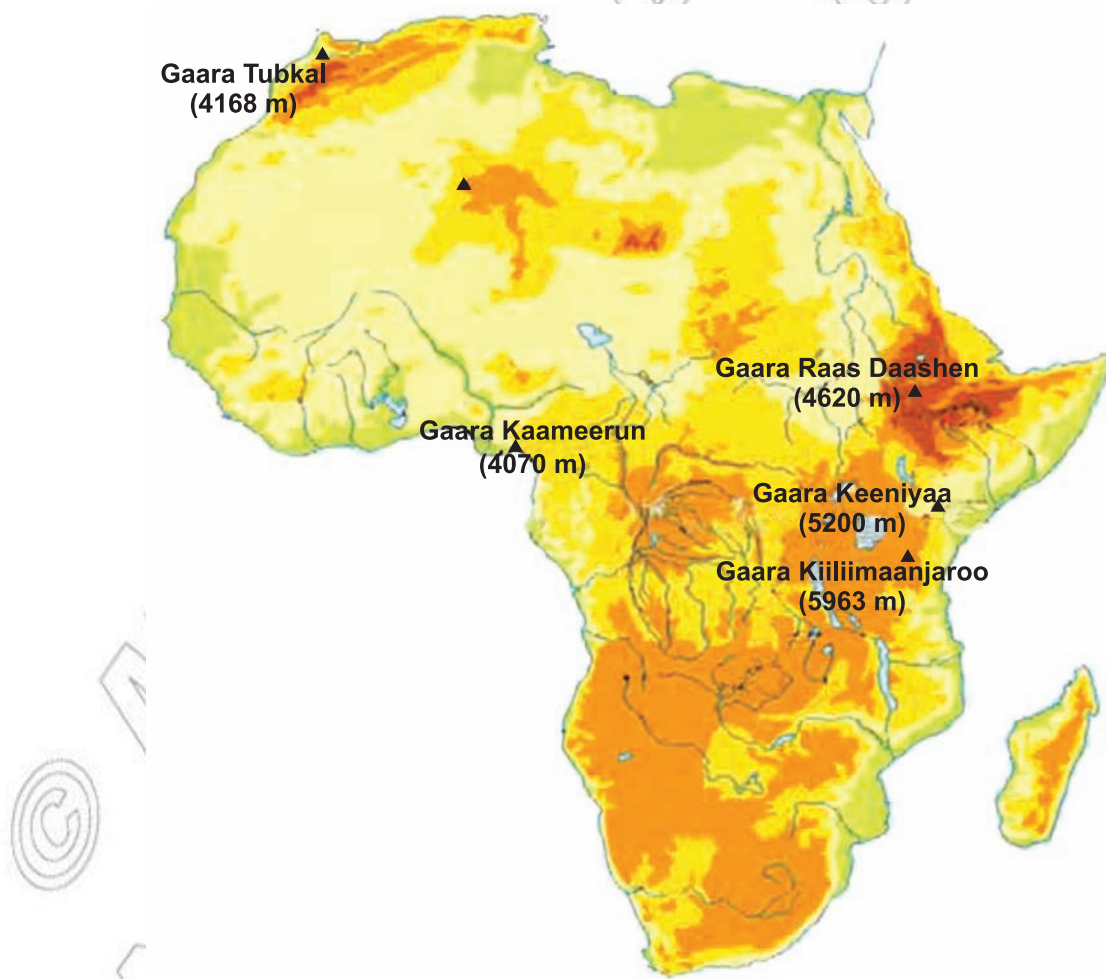 Gaara Tubkal
(4168 m)
Gaara Raas Daashen
(4620 m)
Gaara Kaameerun
(4070 m)
Gaara Keeniyaa
(5200 m)
Gaara Kiiliimaanjaroo
(5963 m)
©